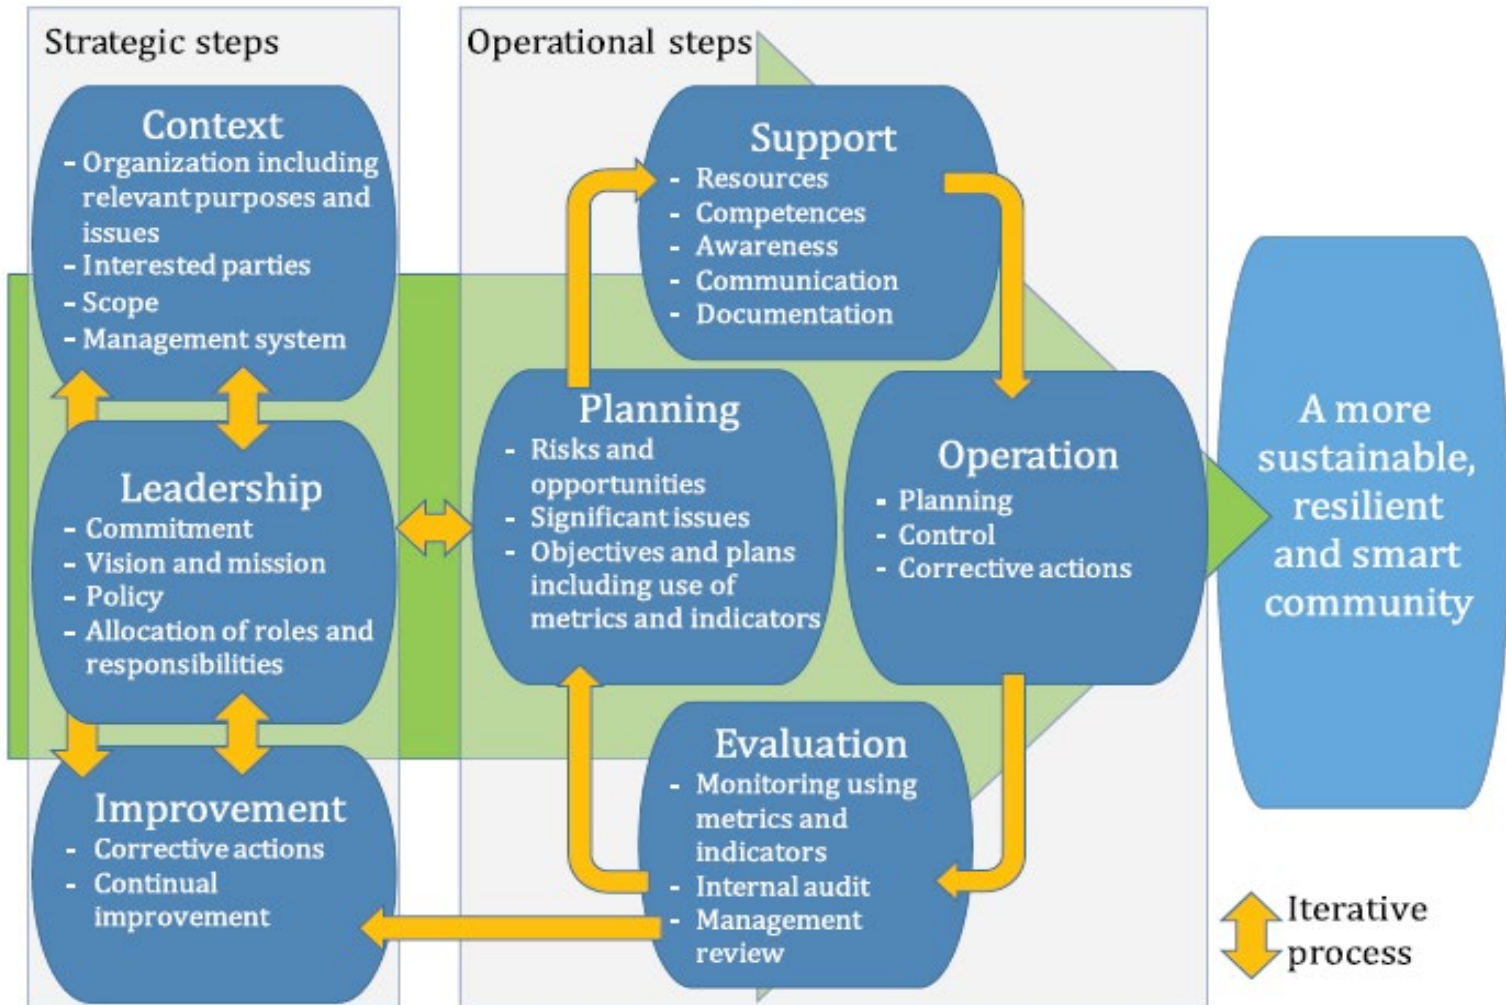 Strategic steps
Context
- Organization including
relevant purposes and
issues
- Interested parties
- Scope
- Management system
Leadership
- Commitment
- Vision and mission
- Policy
- Allocation of roles and
responsibilities
Improvement
- Corrective actions
- Continual
improvement
Operational steps
Support
- Resources
- Competences
- Awareness
- Communication
- Documentation
Planning
- Risks and
opportunities
- Significant issues
- Objectives and plans
including use of
metrics and indicators
Operation
- Planning
- Control
- Corrective actions
Evaluation
- Monitoring using
metrics and
indicators
- Internal audit
- Management
review
A more
sustainable,
resilient
and smart
community
Iterative
process